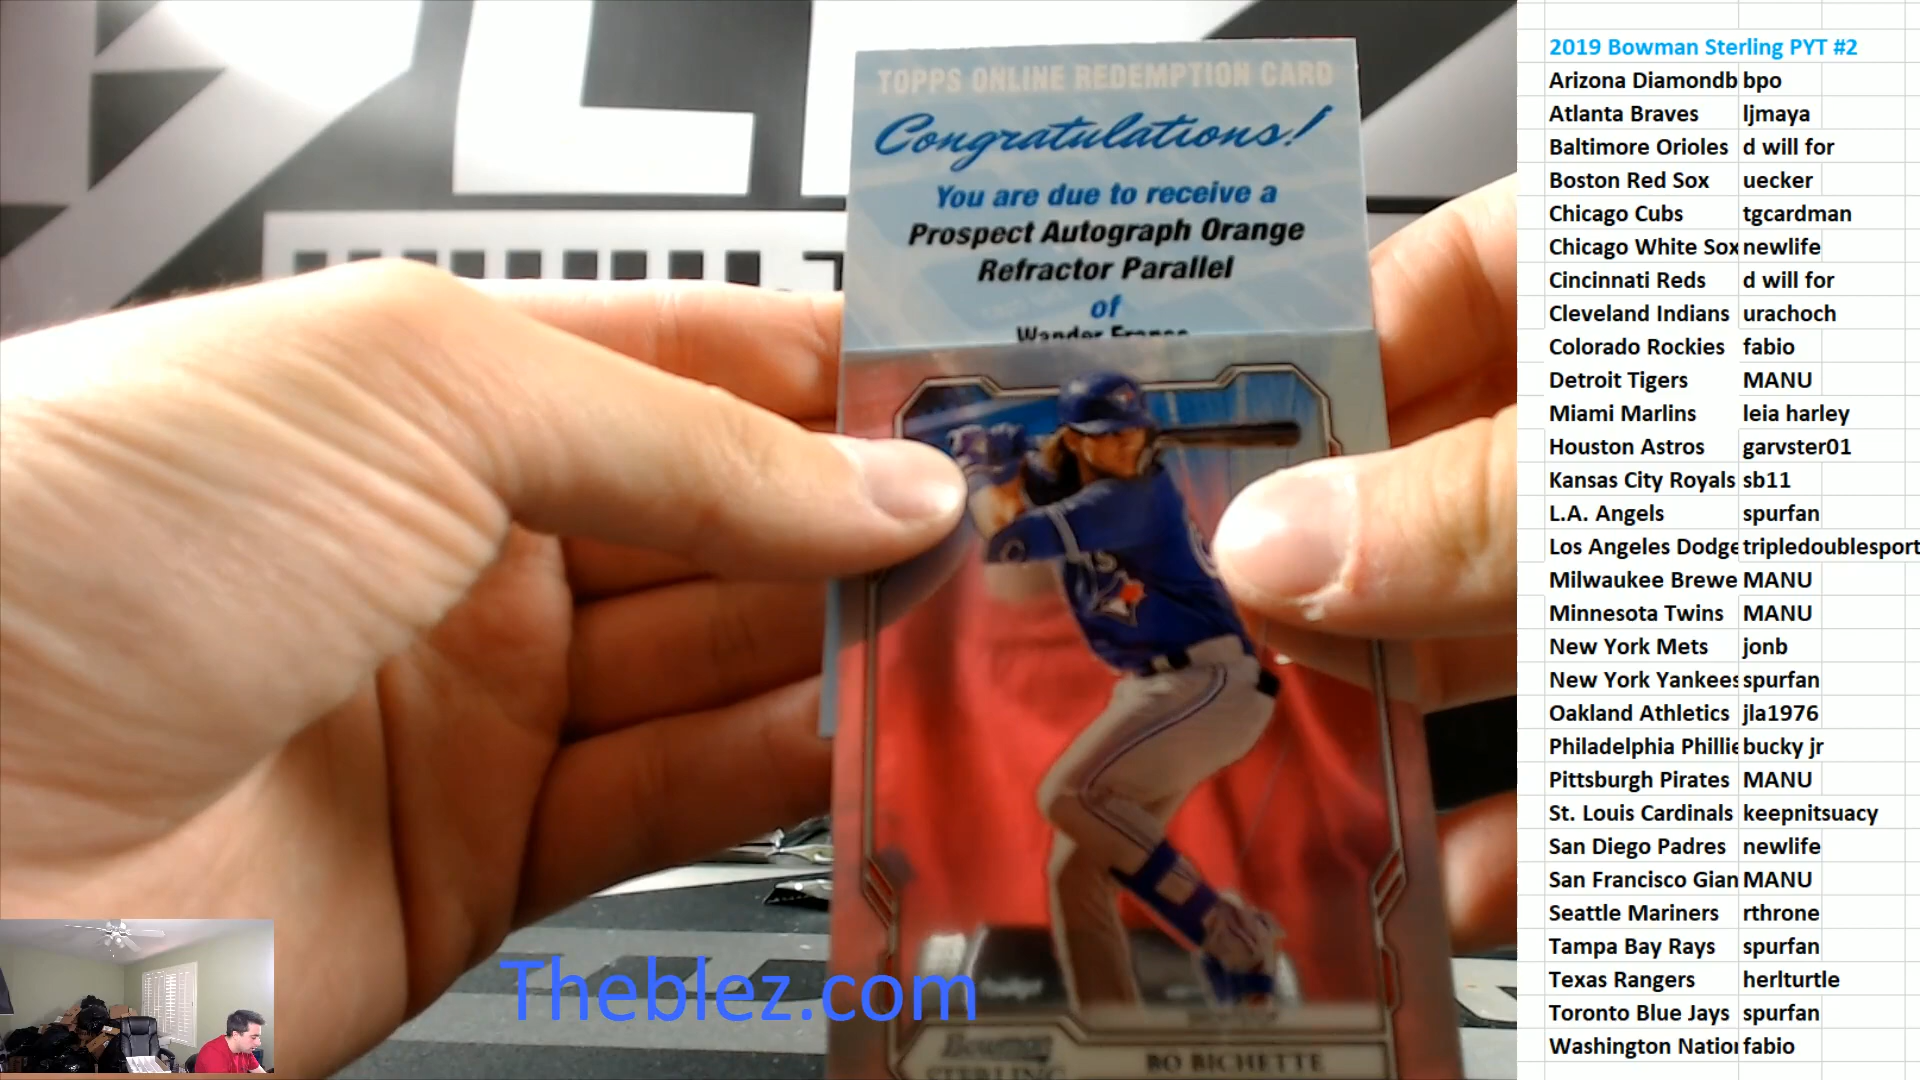 TOPPS ONLINE REDEMPTION CARD
Congratulations!
You are due to receive a
Prospect Autograph Orange
Refractor Parallel
of
Wander Franco
Bowman
STERLING
BO BICHETTE
Theblez.com
2019 Bowman Sterling PYT #2
Arizona Diamondb bpo
Atlanta Braves ljmaya
Baltimore Orioles d will for
Boston Red Sox uecker
Chicago Cubs tgcardman
Chicago White Sox newlife
Cincinnati Reds d will for
Cleveland Indians urachoch
Colorado Rockies fabio
Detroit Tigers MANU
Miami Marlins leia harley
Houston Astros garvster01
Kansas City Royals sb11
L.A. Angels spurfan
Los Angeles Dodge tripledoublesport
Milwaukee Brewe MANU
Minnesota Twins MANU
New York Mets jonb
New York Yankees spurfan
Oakland Athletics jla1976
Philadelphia Phillie bucky jr
Pittsburgh Pirates MANU
St. Louis Cardinals keepnitsuacy
San Diego Padres newlife
San Francisco Gian MANU
Seattle Mariners rthrone
Tampa Bay Rays spurfan
Texas Rangers herlturtle
Toronto Blue Jays spurfan
Washington Natio fabio